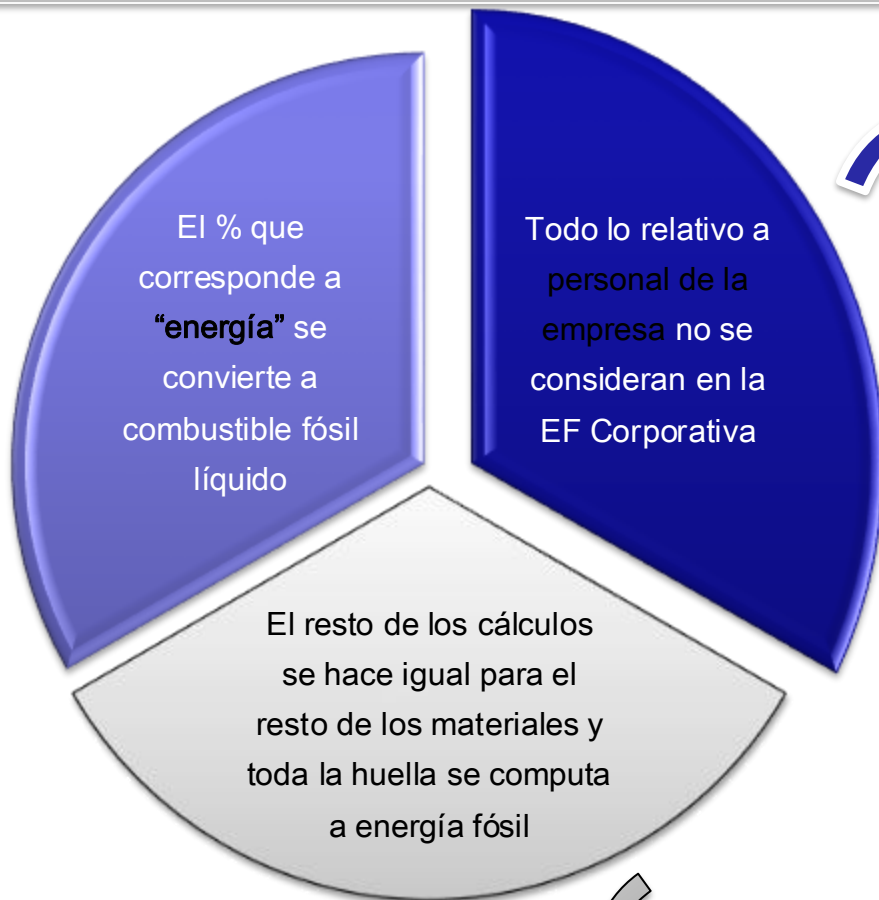 El % que
corresponde a
“energía” se
convierte a
combustible fósil
líquido
Todo lo relativo a
personal de la
empresa no se
consideran en la
EF Corporativa
El resto de los cálculos
se hace igual para el
resto de los materiales y
toda la huella se computa
a energía fósil